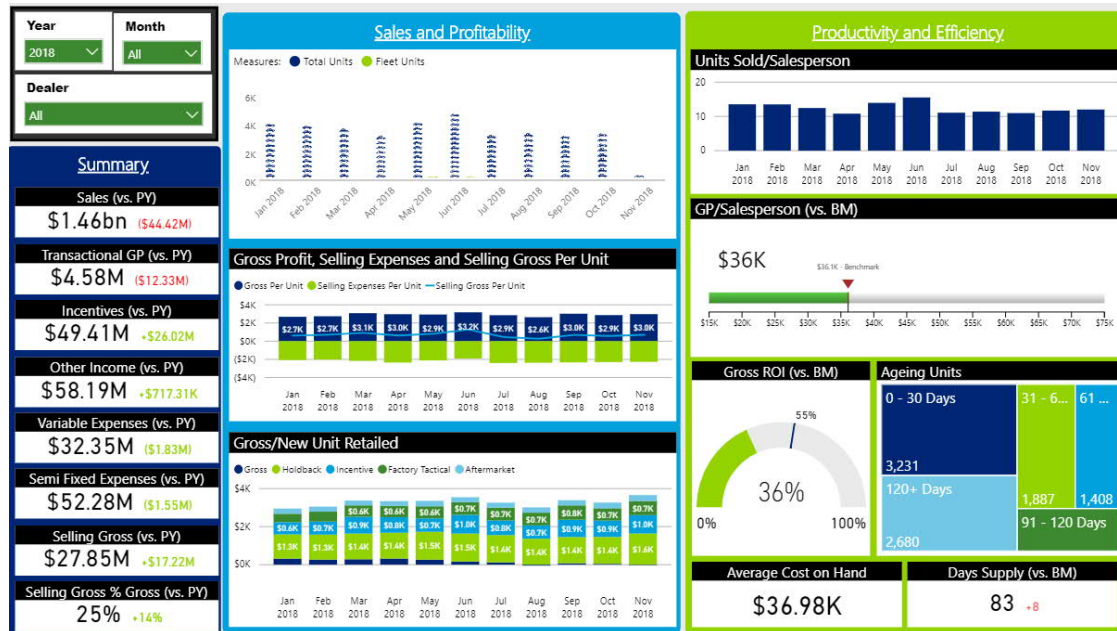 Year
2018
Month
All
Dealer
All
Summary
Sales (vs. PY)
$1.46bn ($44.42M)
Transactional GP (vs. PY)
$4.58M ($12.33M)
Incentives (vs. PY)
$49.41M +$26.02M
Other Income (vs. PY)
$58.19M +$717.31K
Variable Expenses (vs. PY)
$32.35M ($1.83M)
Semi Fixed Expenses (vs. PY)
$52.28M ($1.55M)
Selling Gross (vs. PY)
$27.85M +$17.22M
Selling Gross % Gross (vs. PY)
25% +14%
Sales and Profitability
Measures: Total Units Fleet Units
6K
4K
2K
0K
Jan 2018 Feb 2018 Mar 2018 Apr 2018 May 2018 Jun 2018 Jul 2018 Aug 2018 Sep 2018 Oct 2018 Nov 2018
Gross Profit, Selling Expenses and Selling Gross Per Unit
Gross Per Unit Selling Expenses Per Unit Selling Gross Per Unit
$4K
$2K
$0K
($2K)
($4K)
$2.7K $2.7K $3.1K $3.0K $2.9K $3.2K $2.9K $2.6K $3.0K $2.9K $3.0K
Jan Feb Mar Apr May Jun Jul Aug Sep Oct Nov
2018 2018 2018 2018 2018 2018 2018 2018 2018 2018 2018
Gross/New Unit Retailed
Gross Holdback Incentive Factory Tactical Aftermarket
$4K
$2K
$0K
$0.6K $0.6K $0.6K $0.7K $0.7K $0.7K $0.8K $0.7K $0.7K
$0.6K $0.7K $0.9K $0.8K $0.7K $1.0K $0.8K $0.7K $0.9K $0.9K $1.0K
$1.3K $1.3K $1.4K $1.4K $1.5K $1.5K $1.4K $1.4K $1.4K $1.4K $1.6K
Jan Feb Mar Apr May Jun Jul Aug Sep Oct Nov
2018 2018 2018 2018 2018 2018 2018 2018 2018 2018 2018
Productivity and Efficiency
Units Sold/Salesperson
20
10
0
Jan Feb Mar Apr May Jun Jul Aug Sep Oct Nov
2018 2018 2018 2018 2018 2018 2018 2018 2018 2018 2018
GP/Salesperson (vs. BM)
$36K
$36.1K - Benchmark
$15K $20K $25K $30K $35K $40K $45K $50K $55K $60K $65K $70K $75K
Gross ROI (vs. BM)
55%
36%
0% 100%
Ageing Units
0 - 30 Days
3,231
31 - 6...
1,887
61 ...
1,408
120+ Days
2,680
91 - 120 Days
Average Cost on Hand
$36.98K
Days Supply (vs. BM)
83 +8